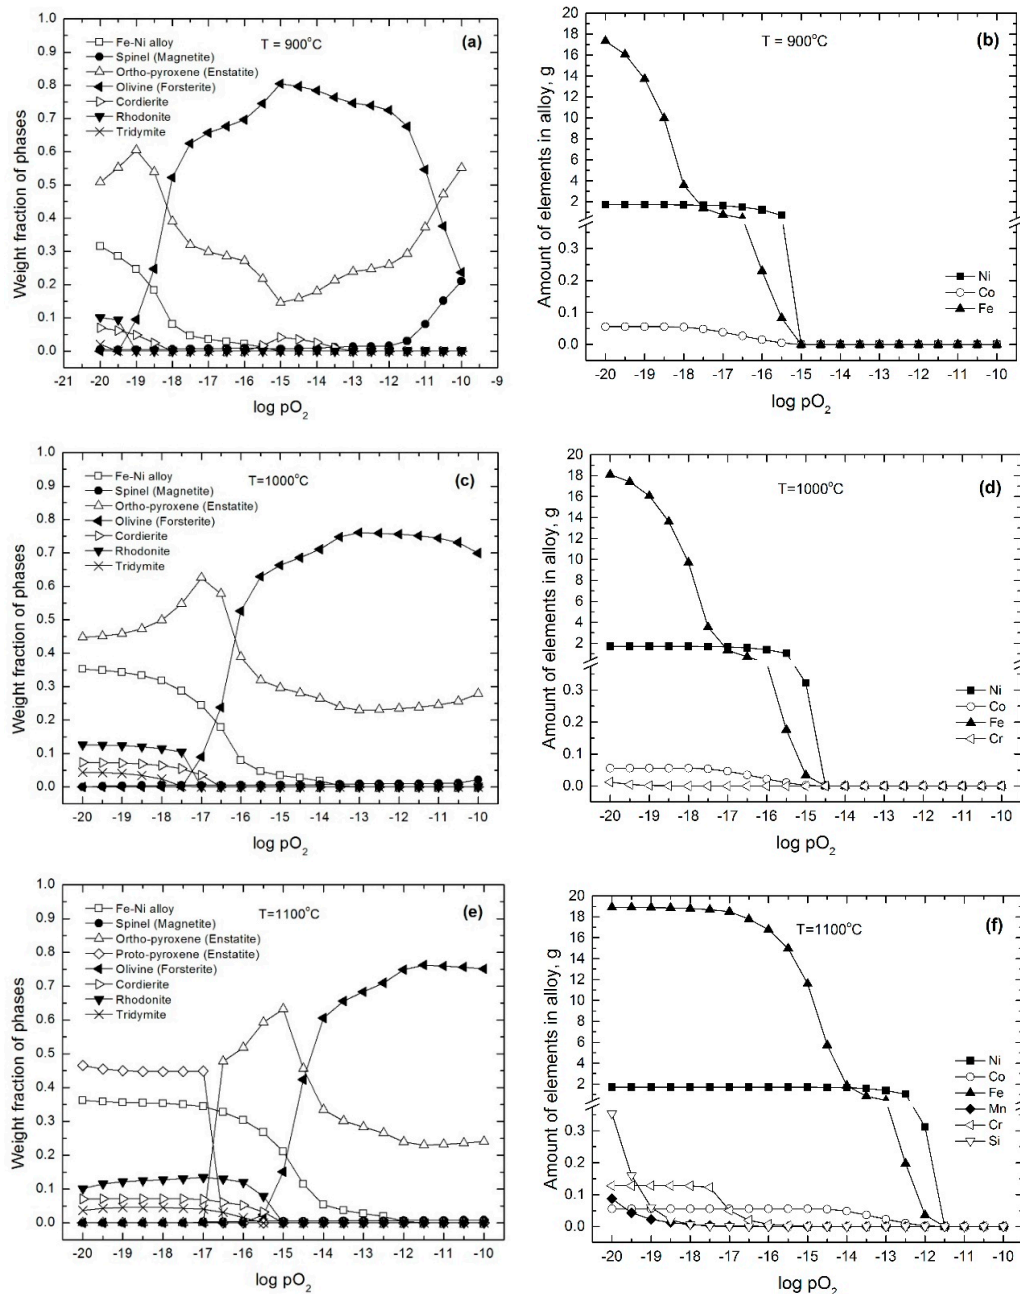 (a)
T = 900°C
Fe-Ni alloy
Spinel (Magnetite)
Ortho-pyroxene (Enstatite)
Olivine (Forsterite)
Cordierite
Rhodonite
Tridymite
Weight fraction of phases
1.0
0.8
0.6
0.4
0.2
0.0
-21 -20 -19 -18 -17 -16 -15 -14 -13 -12 -11 -10 -9
log pO₂
(b)
T = 900°C
Amount of elements in alloy, g
20
18
16
14
12
10
8
6
4
2
0.3
0.2
0.1
0.0
Ni
Co
Fe
-20 -19 -18 -17 -16 -15 -14 -13 -12 -11 -10
log pO₂
(c)
T=1000°C
Fe-Ni alloy
Spinel (Magnetite)
Ortho-pyroxene (Enstatite)
Olivine (Forsterite)
Cordierite
Rhodonite
Tridymite
Weight fraction of phases
1.0
0.9
0.8
0.7
0.6
0.5
0.4
0.3
0.2
0.1
0.0
-20 -19 -18 -17 -16 -15 -14 -13 -12 -11 -10
log pO₂
(d)
T=1000°C
Amount of elements in alloy, g
20
18
16
14
12
10
8
6
4
2
0.3
0.2
0.1
0.0
Ni
Co
Fe
Cr
-20 -19 -18 -17 -16 -15 -14 -13 -12 -11 -10
log pO₂
(e)
T=1100°C
Fe-Ni alloy
Spinel (Magnetite)
Ortho-pyroxene (Enstatite)
Proto-pyroxene (Enstatite)
Olivine (Forsterite)
Cordierite
Rhodonite
Tridymite
Weight fraction of phases
1.0
0.9
0.8
0.7
0.6
0.5
0.4
0.3
0.2
0.1
0.0
-20 -19 -18 -17 -16 -15 -14 -13 -12 -11 -10
log pO₂
(f)
T=1100°C
Amount of elements in alloy, g
20
18
16
14
12
10
8
6
4
2
0.3
0.2
0.1
0.0
Ni
Co
Fe
Mn
Cr
Si
-20 -19 -18 -17 -16 -15 -14 -13 -12 -11 -10
log pO₂